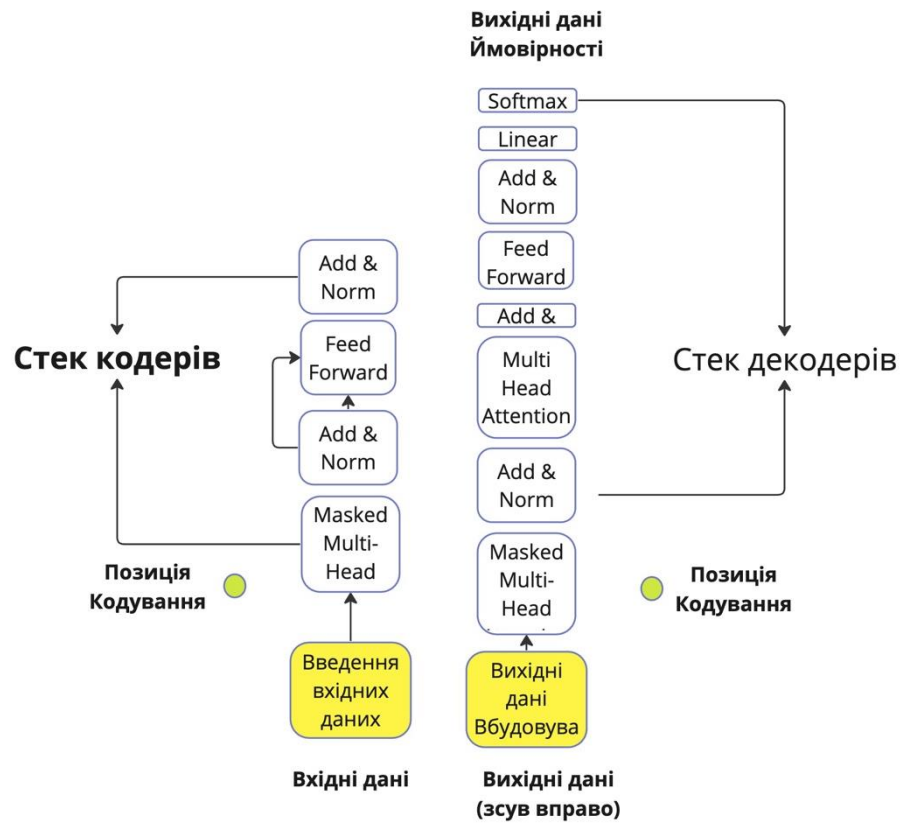 Вихідні дані
Ймовірності
Softmax
Linear
Add &
Norm
Feed
Forward
Add &
Multi
Head
Attention
Add &
Norm
Masked
Multi-
Head
Вихідні
дані
Вбудовува
Вихідні дані
(зсув вправо)
Стек декодерів
Позиція
Кодування
Add &
Norm
Feed
Forward
Add &
Norm
Masked
Multi-
Head
Введення
вхідних
даних
Вхідні дані
Стек кодерів
Позиція
Кодування